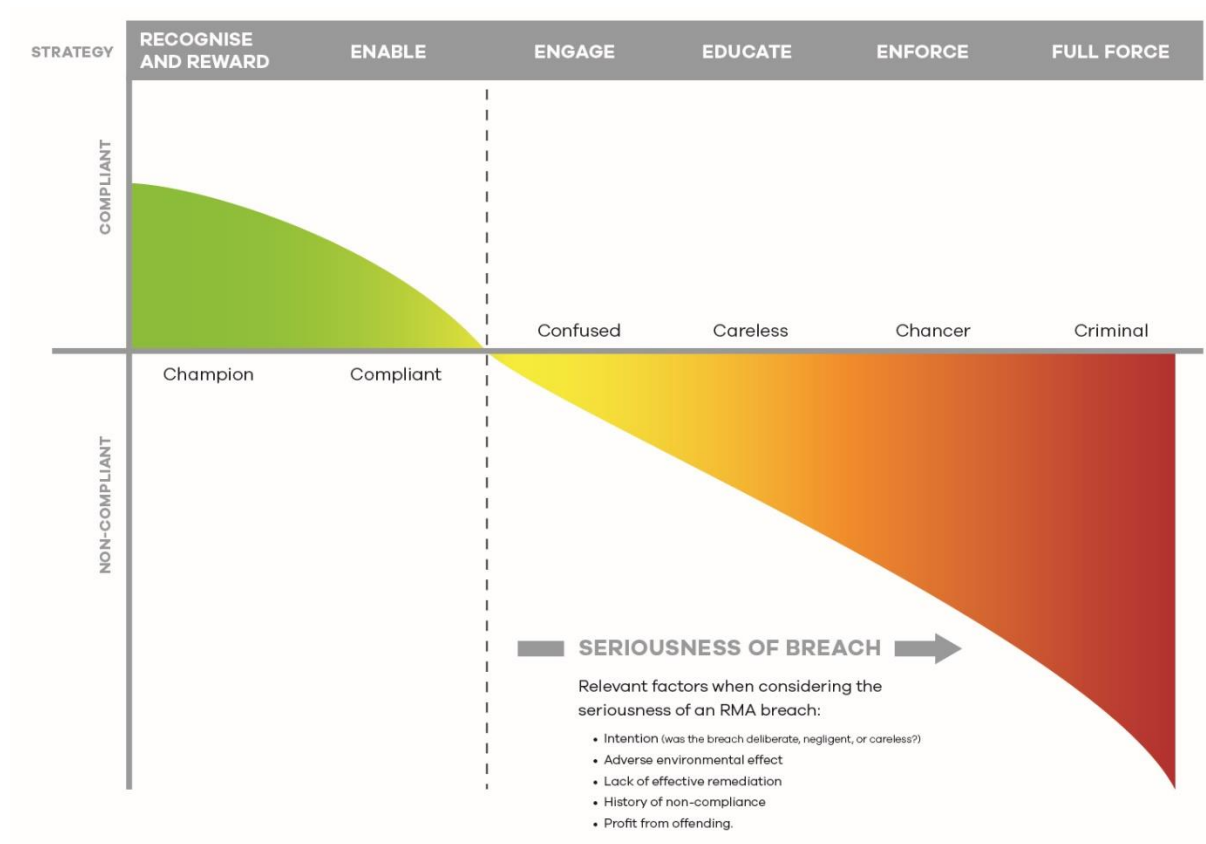 STRATEGY
RECOGNISE
AND REWARD
ENABLE
ENGAGE
EDUCATE
ENFORCE
FULL FORCE
COMPLIANT
Confused
Careless
Chancer
Criminal
Champion
Compliant
NON-COMPLIANT
SERIOUSNESS OF BREACH
Relevant factors when considering the
seriousness of an RMA breach:
• Intention (was the breach deliberate, negligent, or careless?)
• Adverse environmental effect
• Lack of effective remediation
• History of non-compliance
• Profit from offending.